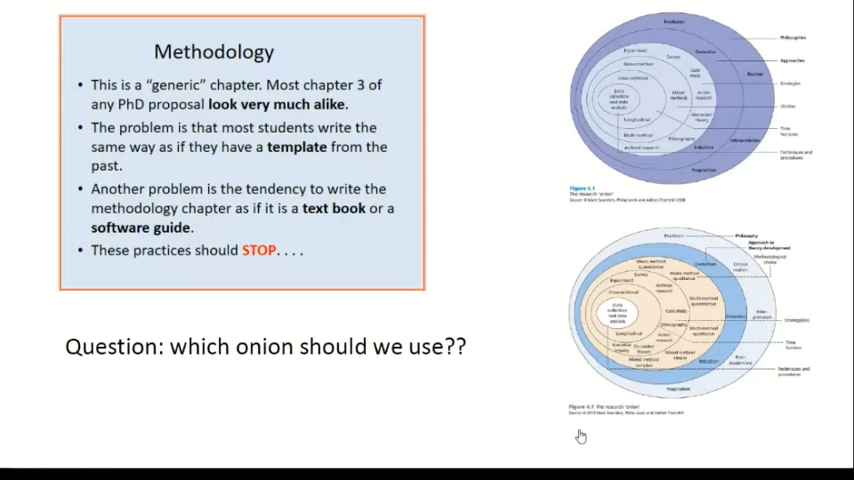 Methodology
• This is a “generic” chapter. Most chapter 3 of
any PhD proposal look very much alike.
• The problem is that most students write the
same way as if they have a template from the
past.
• Another problem is the tendency to write the
methodology chapter as if it is a text book or a
software guide.
• These practices should STOP. . . .
Question: which onion should we use??
Positivism
Philosophies
Experiment
Survey
Deductive
Approaches
Mono method
Case
study
Realism
Cross-sectional
Strategies
Data
collection
and data
analysis
Mixed
methods
Action
research
Choices
Longitudinal
Grounded
theory
Time
horizons
Multi-method
Ethnography
Interpretivism
Archival research
Inductive
Techniques and
procedures
Pragmatism
Figure 4.1
The research ‘onion’
Positivism
Philosophy
Approach to
theory development
Mono method
quantitative
Deduction
Methodological
choice
Survey
Mono method
qualitative
Critical
realism
Experiment
Archival
research
Cross-sectional
Multi-method
quantitative
Data
collection
and data
analysis
Case study
Abduction
Inter-
pretivism
Strategy(ies)
Ethnography
Longitudinal
Action
research
Multi-method
qualitative
Time
horizon
Narrative
inquiry
Grounded
theory
Mixed method
simple
Mixed method
complex
Induction
Post-
modernism
Techniques and
procedures
Pragmatism
Figure 4.1 The research ‘onion’